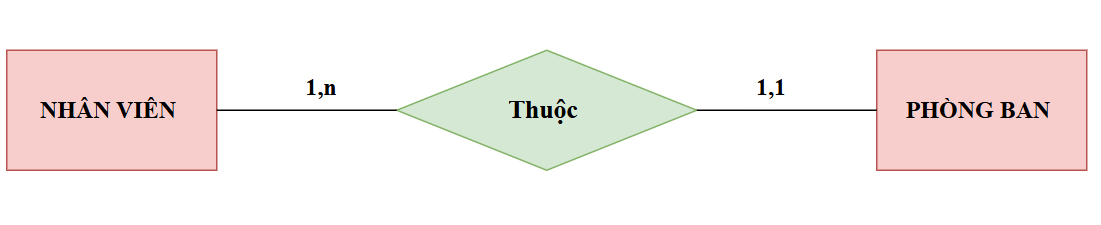 1,n
1,1
NHÂN VIÊN
Thuộc
PHÒNG BAN